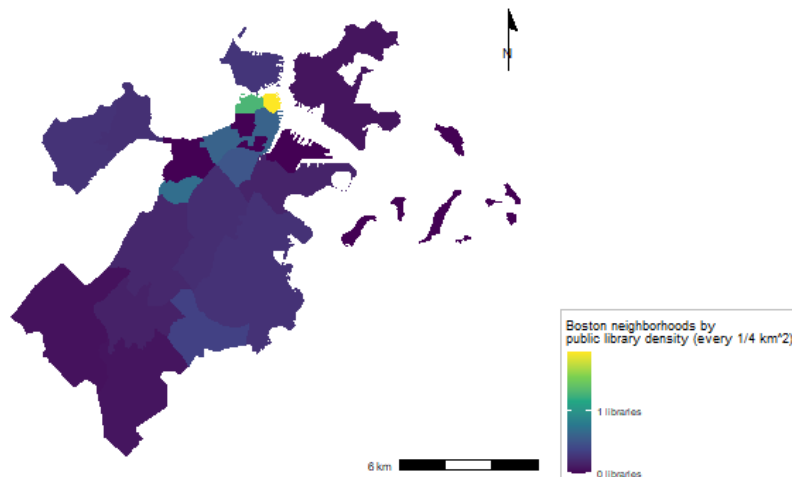 N
Boston neighborhoods by
public library density (every 1/4 km^2)
1 libraries
0 libraries
6 km